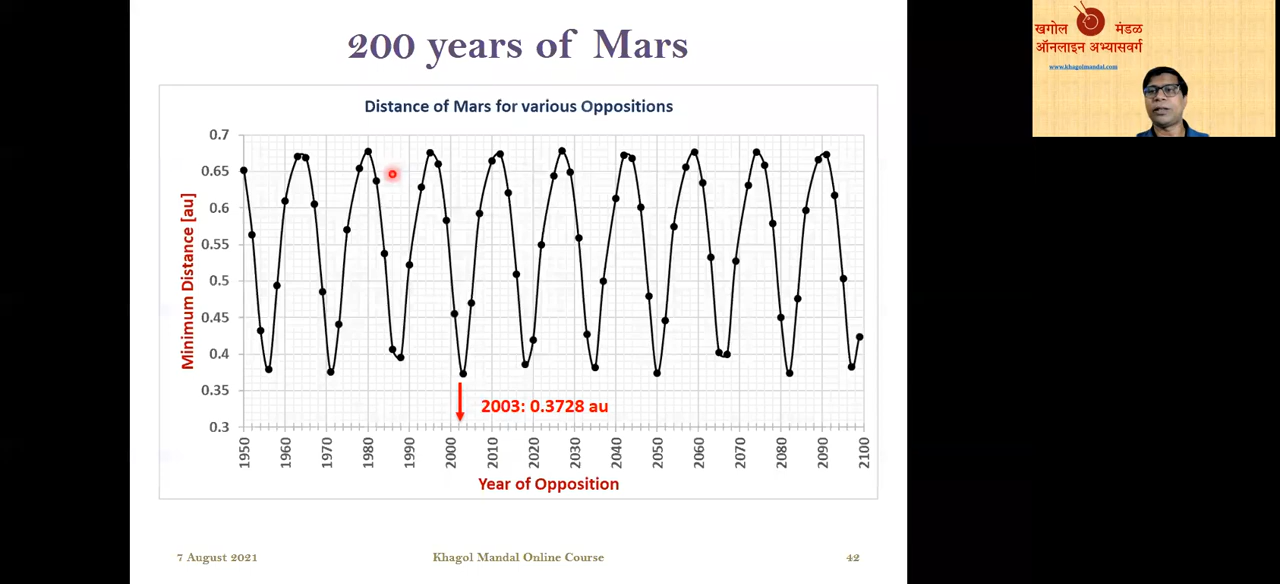 200 years of Mars
Distance of Mars for various Oppositions
Minimum Distance [au]
0.7
0.65
0.6
0.55
0.5
0.45
0.4
0.35
0.3
2003: 0.3728 au
1950
1960
1970
1980
1990
2000
2010
2020
2030
2040
2050
2060
2070
2080
2090
2100
Year of Opposition
7 August 2021
Khagol Mandal Online Course
42
खगोल मंडळ
ऑनलाइन अभ्यासवर्ग
www.khagolmandal.com